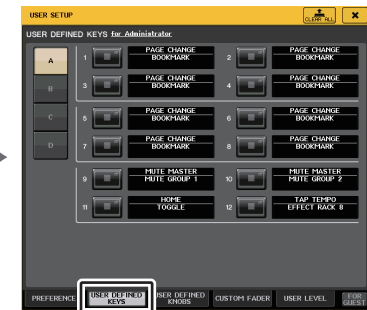 USER SETUP
CLEAR ALL
USER DEFINED KEYS for Administrator
A
B
C
D
1 PAGE CHANGE
BOOKMARK
2 PAGE CHANGE
BOOKMARK
3 PAGE CHANGE
BOOKMARK
4 PAGE CHANGE
BOOKMARK
5 PAGE CHANGE
BOOKMARK
6 PAGE CHANGE
BOOKMARK
7 PAGE CHANGE
BOOKMARK
8 PAGE CHANGE
BOOKMARK
9 MUTE MASTER
MUTE GROUP 1
10 MUTE MASTER
MUTE GROUP 2
11 HOME
TOGGLE
12 TAP TEMPO
EFFECT RACK 8
PREFERENCE
USER DEFINED
KEYS
USER DEFINED
KNOBS
CUSTOM FADER
USER LEVEL
FOR
GUEST